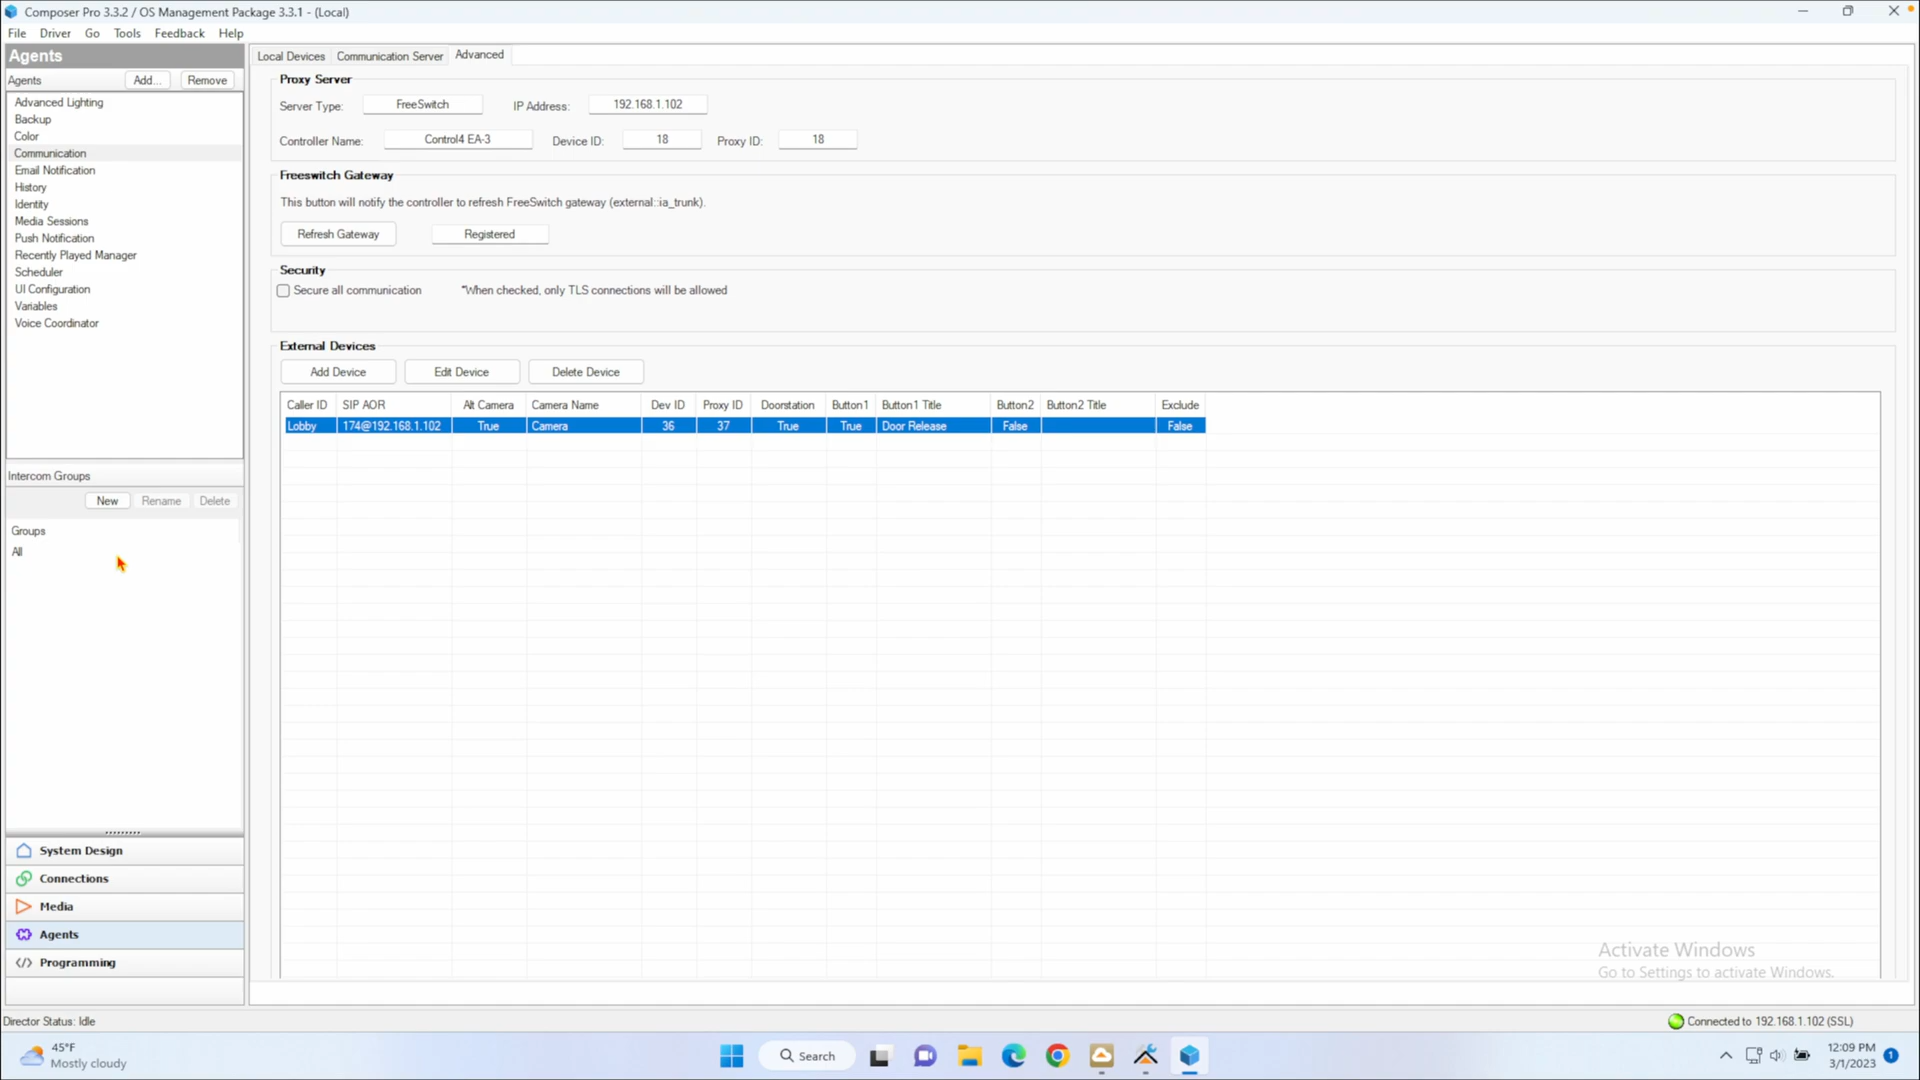 Composer Pro 3.3.2 / OS Management Package 3.3.1 - (Local)
File Driver Go Tools Feedback Help
Agents
Agents Add... Remove
Advanced Lighting
Backup
Color
Communication
Email Notification
History
Identity
Media Sessions
Push Notification
Recently Played Manager
Scheduler
UI Configuration
Variables
Voice Coordinator
Intercom Groups
New Rename Delete
Groups
All
System Design
Connections
Media
Agents
Programming
Local Devices Communication Server Advanced
Proxy Server
Server Type: FreeSwitch IP Address: 192.168.1.102
Controller Name: Control4 EA-3 Device ID: 18 Proxy ID: 18
Freeswitch Gateway
This button will notify the controller to refresh FreeSwitch gateway (external::ia_trunk).
Refresh Gateway Registered
Security
Secure all communication *When checked, only TLS connections will be allowed
External Devices
Add Device Edit Device Delete Device
Caller ID SIP AOR Alt Camera Camera Name Dev ID Proxy ID Doorstation Button1 Button1 Title Button2 Button2 Title Exclude
Lobby 174@192.168.1.102 True Camera 36 37 True True Door Release False False
Activate Windows
Go to Settings to activate Windows.
Director Status: Idle Connected to 192.168.1.102 (SSL)
45°F
Mostly cloudy
Search
12:09 PM
3/1/2023
1